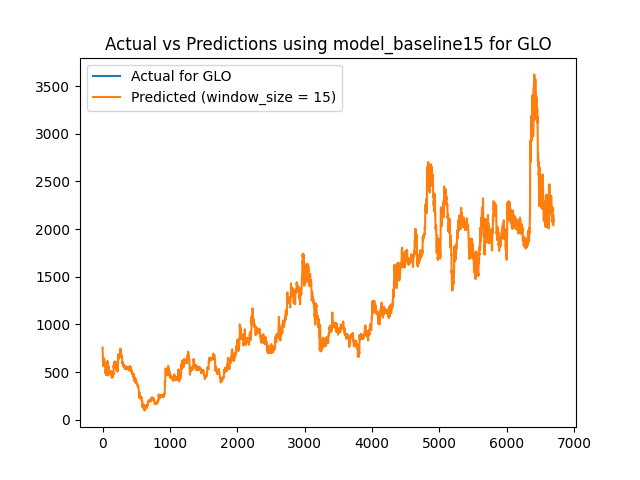 Actual vs Predictions using model_baseline15 for GLO
Actual for GLO
Predicted (window_size = 15)
3500
3000
2500
2000
1500
1000
500
0
0 1000 2000 3000 4000 5000 6000 7000